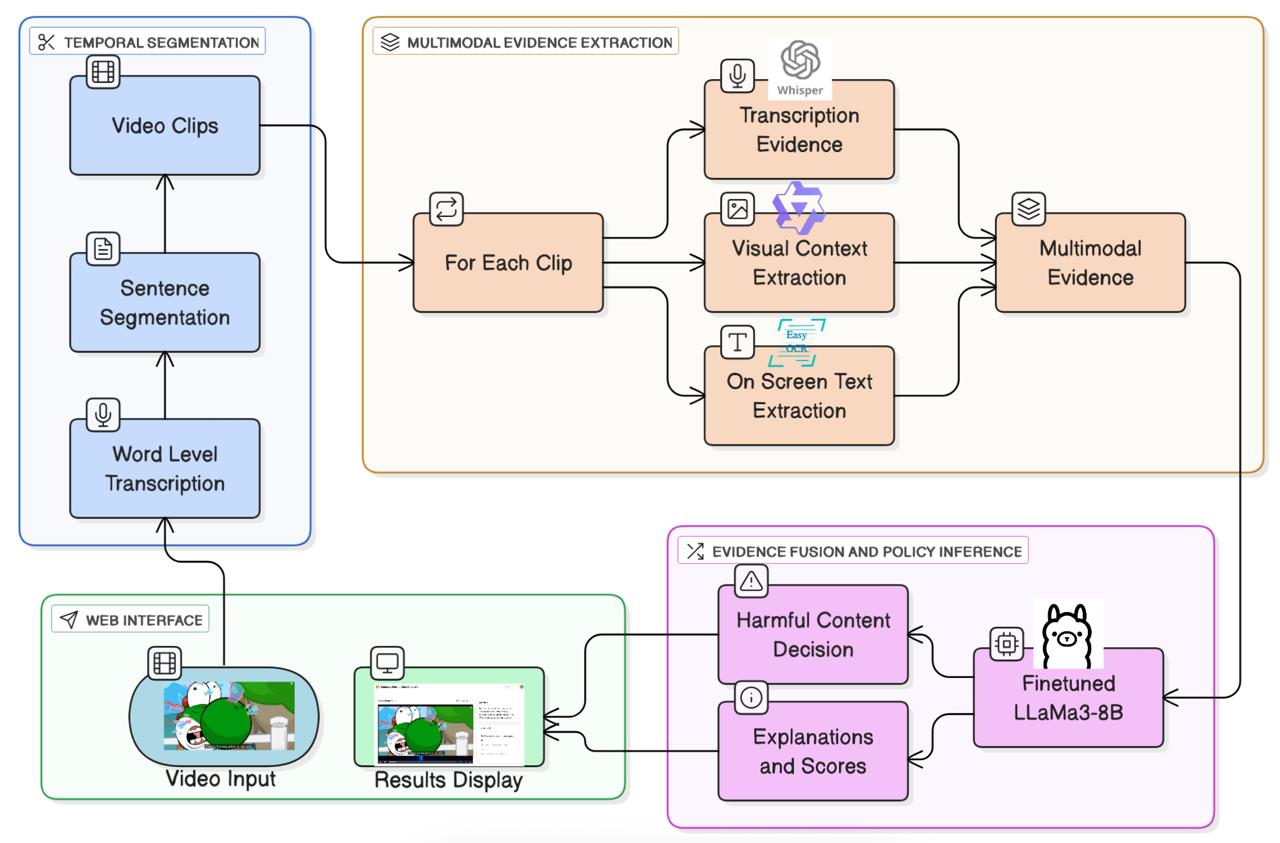 TEMPORAL SEGMENTATION
Video Clips
Sentence
Segmentation
Word Level
Transcription
MULTIMODAL EVIDENCE EXTRACTION
For Each Clip
Whisper
Transcription
Evidence
Visual Context
Extraction
Easy
OCR
On Screen Text
Extraction
Multimodal
Evidence
EVIDENCE FUSION AND POLICY INFERENCE
Finetuned
LLaMa3-8B
Harmful Content
Decision
Explanations
and Scores
WEB INTERFACE
Video Input
Results Display